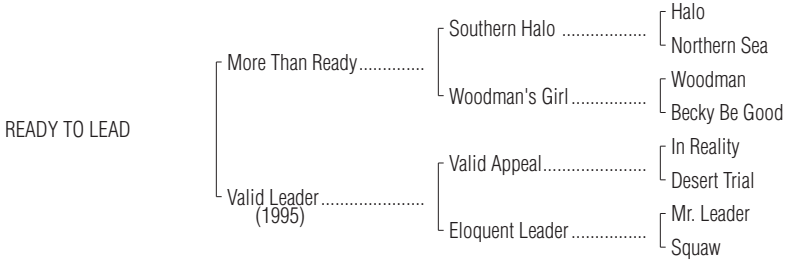 Halo
Southern Halo ..................
Northern Sea
More Than Ready..............
Woodman
Woodman's Girl................
Becky Be Good
READY TO LEAD
In Reality
Valid Appeal......................
Desert Trial
Valid Leader......................
(1995)
Mr. Leader
Eloquent Leader................
Squaw